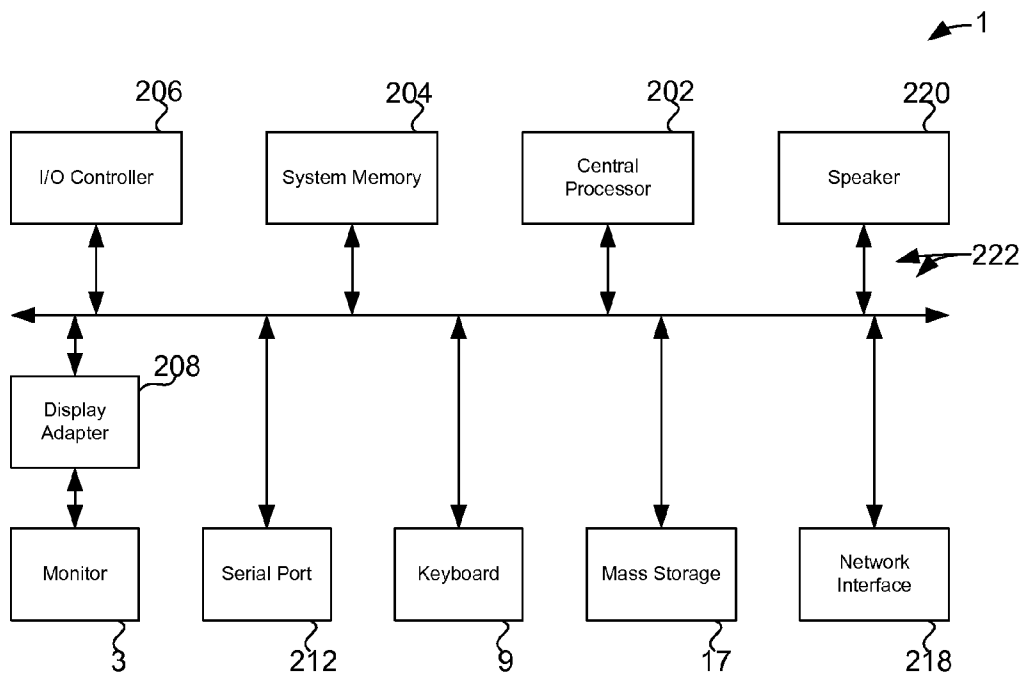 1
206
204
202
220
I/O Controller
System Memory
Central
Processor
Speaker
222
208
Display
Adapter
Monitor
Serial Port
Keyboard
Mass Storage
Network
Interface
3
212
9
17
218